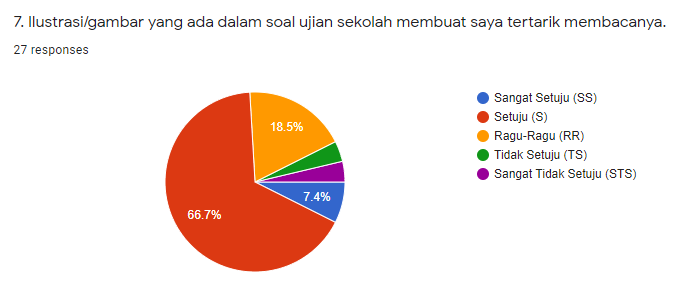 7. Ilustrasi/gambar yang ada dalam soal ujian sekolah membuat saya tertarik membacanya.
27 responses
Sangat Setuju (SS)
Setuju (S)
Ragu-Ragu (RR)
Tidak Setuju (TS)
Sangat Tidak Setuju (STS)
18.5%
7.4%
66.7%